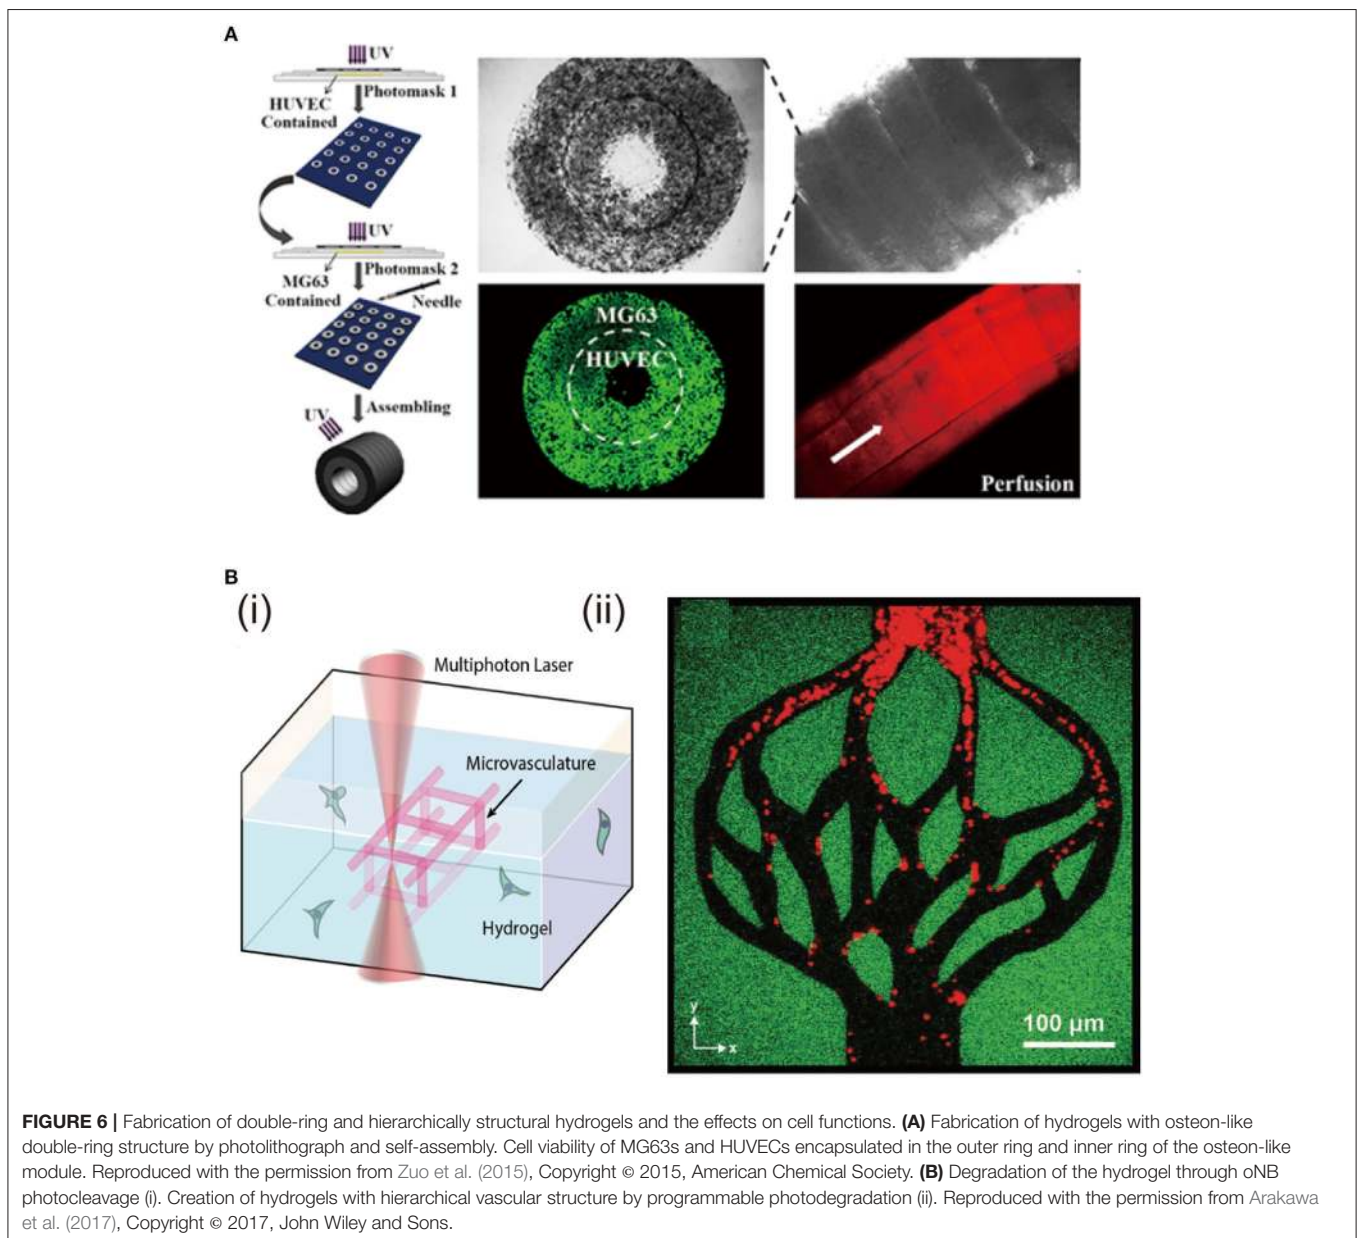 A
UV
HUVEC
Contained
Photomask 1
UV
MG63
Contained
Photomask 2
Needle
UV
Assembling
MG63
HUVEC
Perfusion
B
(i)
Multiphoton Laser
Microvasculature
Hydrogel
(ii)
y
x
100 μm
FIGURE 6 | Fabrication of double-ring and hierarchically structural hydrogels and the effects on cell functions. (A) Fabrication of hydrogels with osteon-like
double-ring structure by photolithograph and self-assembly. Cell viability of MG63s and HUVECs encapsulated in the outer ring and inner ring of the osteon-like
module. Reproduced with the permission from Zuo et al. (2015), Copyright © 2015, American Chemical Society. (B) Degradation of the hydrogel through oNB
photocleavage (i). Creation of hydrogels with hierarchical vascular structure by programmable photodegradation (ii). Reproduced with the permission from Arakawa
et al. (2017), Copyright © 2017, John Wiley and Sons.